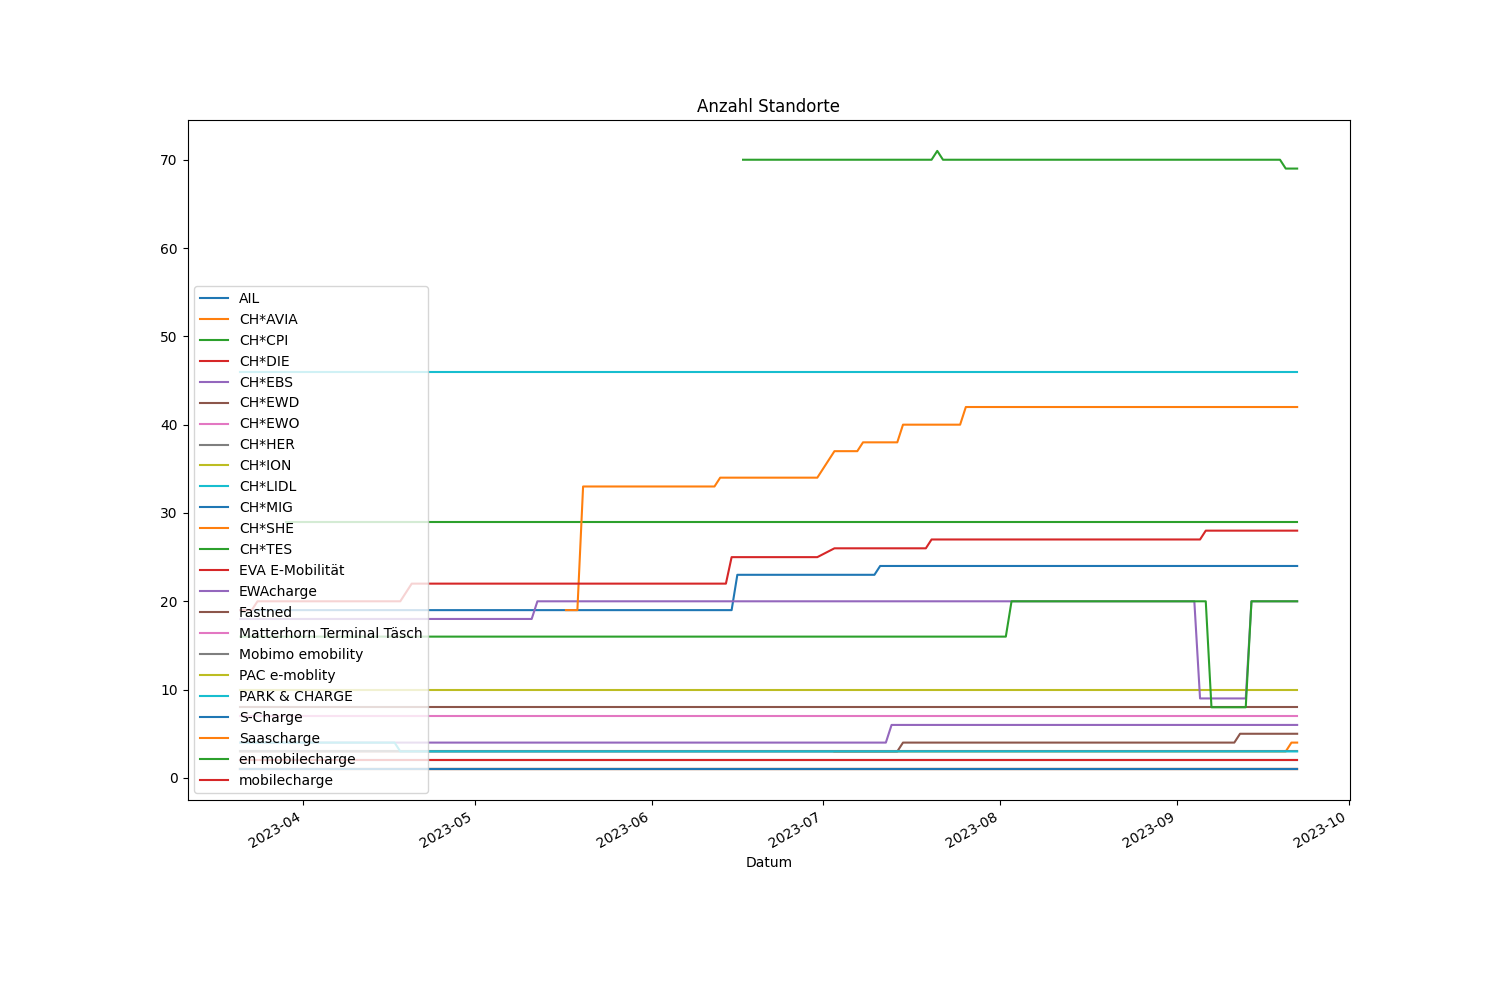 Anzahl Standorte
70
60
50
40
30
20
10
0
AIL
CH*AVIA
CH*CPI
CH*DIE
CH*EBS
CH*EWD
CH*EWO
CH*HER
CH*ION
CH*LIDL
CH*MIG
CH*SHE
CH*TES
EVA E-Mobilität
EWAcharge
Fastned
Matterhorn Terminal Täsch
Mobimo emobility
PAC e-moblity
PARK & CHARGE
S-Charge
Saascharge
en mobilecharge
mobilecharge
2023-04
2023-05
2023-06
2023-07
2023-08
2023-09
2023-10
Datum